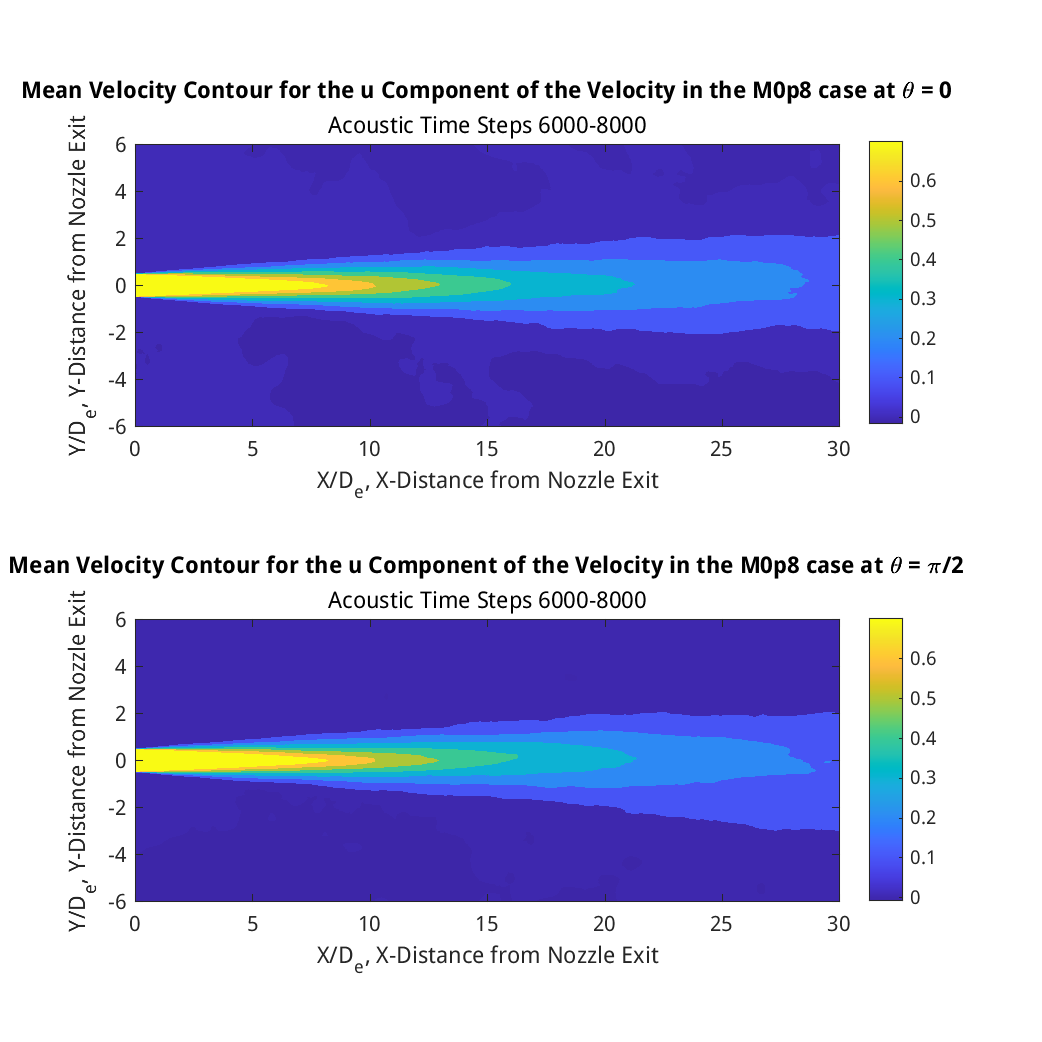 Mean Velocity Contour for the u Component of the Velocity in the M0p8 case at θ = 0
Acoustic Time Steps 6000-8000
Y/De, Y-Distance from Nozzle Exit
6
4
2
0
-2
-4
-6
0 5 10 15 20 25 30
X/De, X-Distance from Nozzle Exit
0.6
0.5
0.4
0.3
0.2
0.1
0
Mean Velocity Contour for the u Component of the Velocity in the M0p8 case at θ = π/2
Acoustic Time Steps 6000-8000
Y/De, Y-Distance from Nozzle Exit
6
4
2
0
-2
-4
-6
0 5 10 15 20 25 30
X/De, X-Distance from Nozzle Exit
0.6
0.5
0.4
0.3
0.2
0.1
0